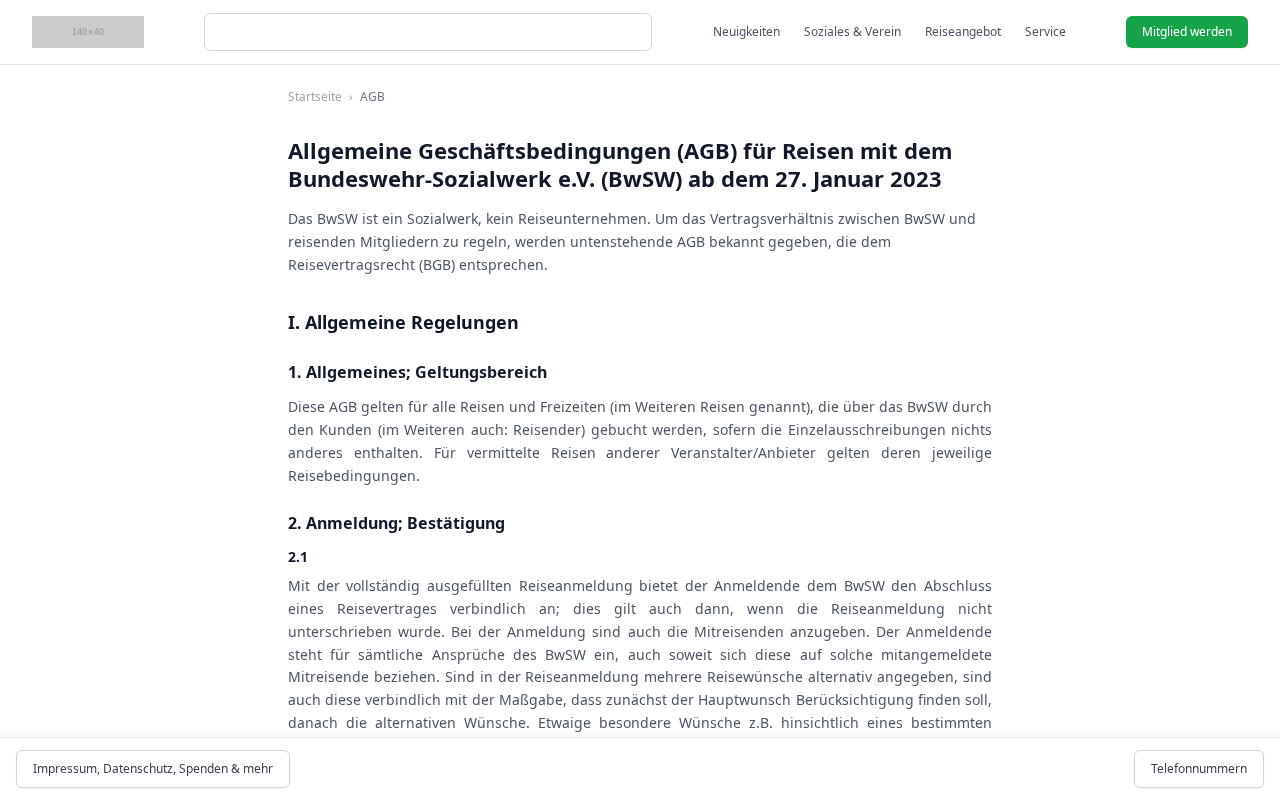 140×40
Neuigkeiten
Soziales & Verein
Reiseangebot
Service
Mitglied werden
Startseite › AGB
Allgemeine Geschäftsbedingungen (AGB) für Reisen mit dem
Bundeswehr-Sozialwerk e.V. (BwSW) ab dem 27. Januar 2023
Das BwSW ist ein Sozialwerk, kein Reiseunternehmen. Um das Vertragsverhältnis zwischen BwSW und
reisenden Mitgliedern zu regeln, werden untenstehende AGB bekannt gegeben, die dem
Reisevertragsrecht (BGB) entsprechen.
I. Allgemeine Regelungen
1. Allgemeines; Geltungsbereich
Diese AGB gelten für alle Reisen und Freizeiten (im Weiteren Reisen genannt), die über das BwSW durch
den Kunden (im Weiteren auch: Reisender) gebucht werden, sofern die Einzelausschreibungen nichts
anderes enthalten. Für vermittelte Reisen anderer Veranstalter/Anbieter gelten deren jeweilige
Reisebedingungen.
2. Anmeldung; Bestätigung
2.1
Mit der vollständig ausgefüllten Reiseanmeldung bietet der Anmeldende dem BwSW den Abschluss
eines Reisevertrages verbindlich an; dies gilt auch dann, wenn die Reiseanmeldung nicht
unterschrieben wurde. Bei der Anmeldung sind auch die Mitreisenden anzugeben. Der Anmeldende
steht für sämtliche Ansprüche des BwSW ein, auch soweit sich diese auf solche mitangemeldete
Mitreisende beziehen. Sind in der Reiseanmeldung mehrere Reisewünsche alternativ angegeben, sind
auch diese verbindlich mit der Maßgabe, dass zunächst der Hauptwunsch Berücksichtigung finden soll,
danach die alternativen Wünsche. Etwaige besondere Wünsche z.B. hinsichtlich eines bestimmten
Impressum, Datenschutz, Spenden & mehr
Telefonnummern